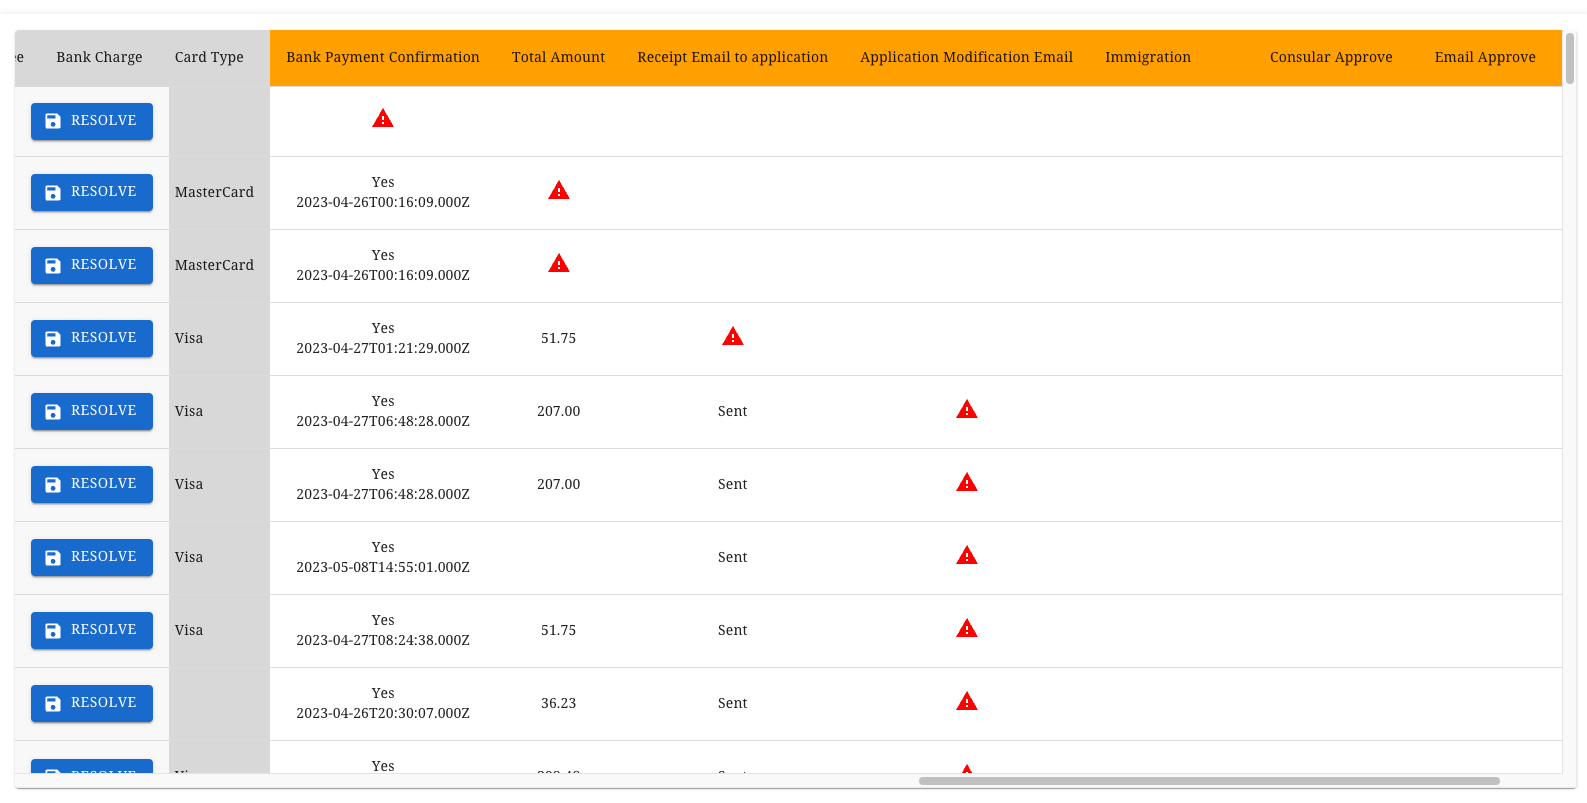 Bank Charge Card Type Bank Payment Confirmation Total Amount Receipt Email to application Application Modification Email Immigration Consular Approve Email Approve
RESOLVE
RESOLVE MasterCard Yes
2023-04-26T00:16:09.000Z
RESOLVE MasterCard Yes
2023-04-26T00:16:09.000Z
RESOLVE Visa Yes
2023-04-27T01:21:29.000Z 51.75
RESOLVE Visa Yes
2023-04-27T06:48:28.000Z 207.00 Sent
RESOLVE Visa Yes
2023-04-27T06:48:28.000Z 207.00 Sent
RESOLVE Visa Yes
2023-05-08T14:55:01.000Z Sent
RESOLVE Visa Yes
2023-04-27T08:24:38.000Z 51.75 Sent
RESOLVE Yes
2023-04-26T20:30:07.000Z 36.23 Sent
Yes